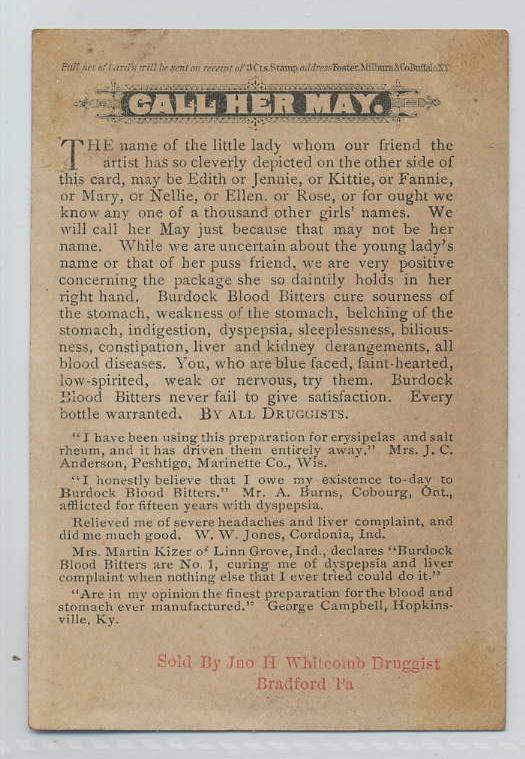 Full set of Card's will be sent on receipt of 3 Cts. Stamp, address Foster, Milburn & Co Buffalo N.Y.
CALL HER MAY.
THE name of the little lady whom our friend the
artist has so cleverly depicted on the other side of
this card, may be Edith or Jennie, or Kittie, or Fannie,
or Mary, or Nellie, or Ellen. or Rose, or for ought we
know any one of a thousand other girls' names. We
will call her May just because that may not be her
name. While we are uncertain about the young lady's
name or that of her puss friend, we are very positive
concerning the package she so daintily holds in her
right hand. Burdock Blood Bitters cure sourness of
the stomach, weakness of the stomach, belching of the
stomach, indigestion, dyspepsia, sleeplessness, bilious-
ness, constipation, liver and kidney derangements, all
blood diseases. You, who are blue faced, faint-hearted,
low-spirited, weak or nervous, try them. Burdock
Blood Bitters never fail to give satisfaction. Every
bottle warranted. BY ALL DRUGGISTS.
"I have been using this preparation for erysipelas and salt
rheum, and it has driven them entirely away." Mrs. J. C.
Anderson, Peshtigo, Marinette Co., Wis.
"I honestly believe that I owe my existence to-day to
Burdock Blood Bitters." Mr. A. Burns, Cobourg, Ont.,
afflicted for fifteen years with dyspepsia.
Relieved me of severe headaches and liver complaint, and
did me much good. W. W. Jones, Cordonia, Ind.
Mrs. Martin Kizer of Linn Grove, Ind., declares "Burdock
Blood Bitters are No. 1, curing me of dyspepsia and liver
complaint when nothing else that I ever tried could do it."
"Are in my opinion the finest preparation for the blood and
stomach ever manufactured." George Campbell, Hopkins-
ville, Ky.
Sold By Jno H Whitcomb Druggist
Bradford Pa